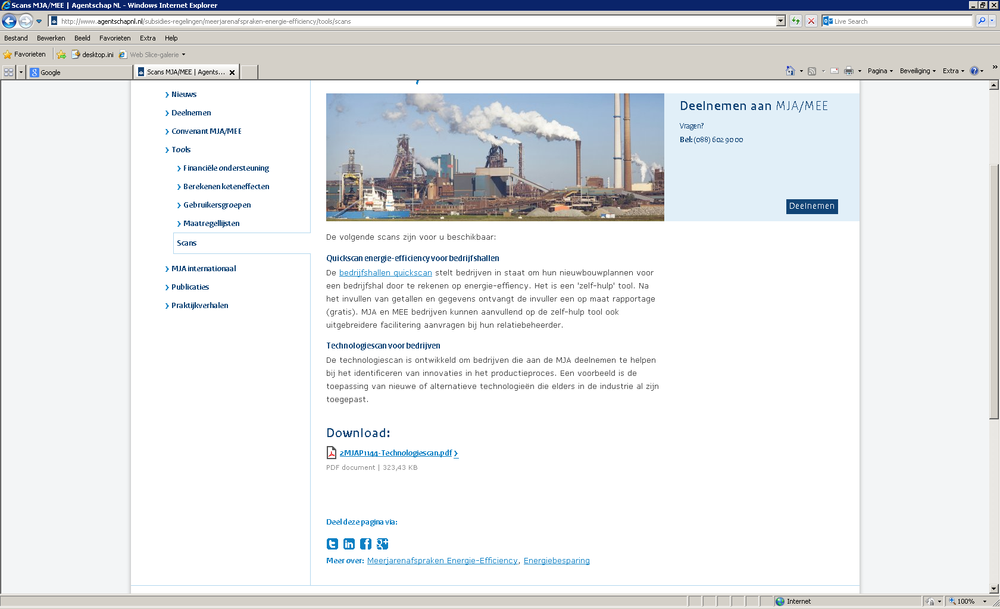 Scans MJA/MEE | Agentschap NL - Windows Internet Explorer
http://www.agentschapnl.nl/subsidies-regelingen/meerjarenafspraken-energie-efficiency/tools/scans
Live Search
Bestand Bewerken Beeld Favorieten Extra Help
Favorieten desktop.ini Web Slice-galerie
Google
Scans MJA/MEE | Agents...
Pagina Beveiliging Extra
Nieuws
Deelnemen
Convenant MJA/MEE
Tools
Financiële ondersteuning
Berekenen keteneffecten
Gebruikersgroepen
Maatregellijsten
Scans
MJA internationaal
Publicaties
Praktijkverhalen
Deelnemen aan MJA/MEE
Vragen?
Bel: (088) 602 90 00
Deelnemen
De volgende scans zijn voor u beschikbaar:
Quickscan energie-efficiency voor bedrijfshallen
De bedrijfshallen quickscan stelt bedrijven in staat om hun nieuwbouwplannen voor
een bedrijfshal door te rekenen op energie-effiency. Het is een 'zelf-hulp' tool. Na
het invullen van getallen en gegevens ontvangt de invuller een op maat rapportage
(gratis). MJA en MEE bedrijven kunnen aanvullend op de zelf-hulp tool ook
uitgebreidere facilitering aanvragen bij hun relatiebeheerder.
Technologiescan voor bedrijven
De technologiescan is ontwikkeld om bedrijven die aan de MJA deelnemen te helpen
bij het identificeren van innovaties in het productieproces. Een voorbeeld is de
toepassing van nieuwe of alternatieve technologieën die elders in de industrie al zijn
toegepast.
Download:
2MJAP1144-Technologiescan.pdf
PDF document | 323,43 KB
Deel deze pagina via:
Meer over: Meerjarenafspraken Energie-Efficiency, Energiebesparing
Internet
100%